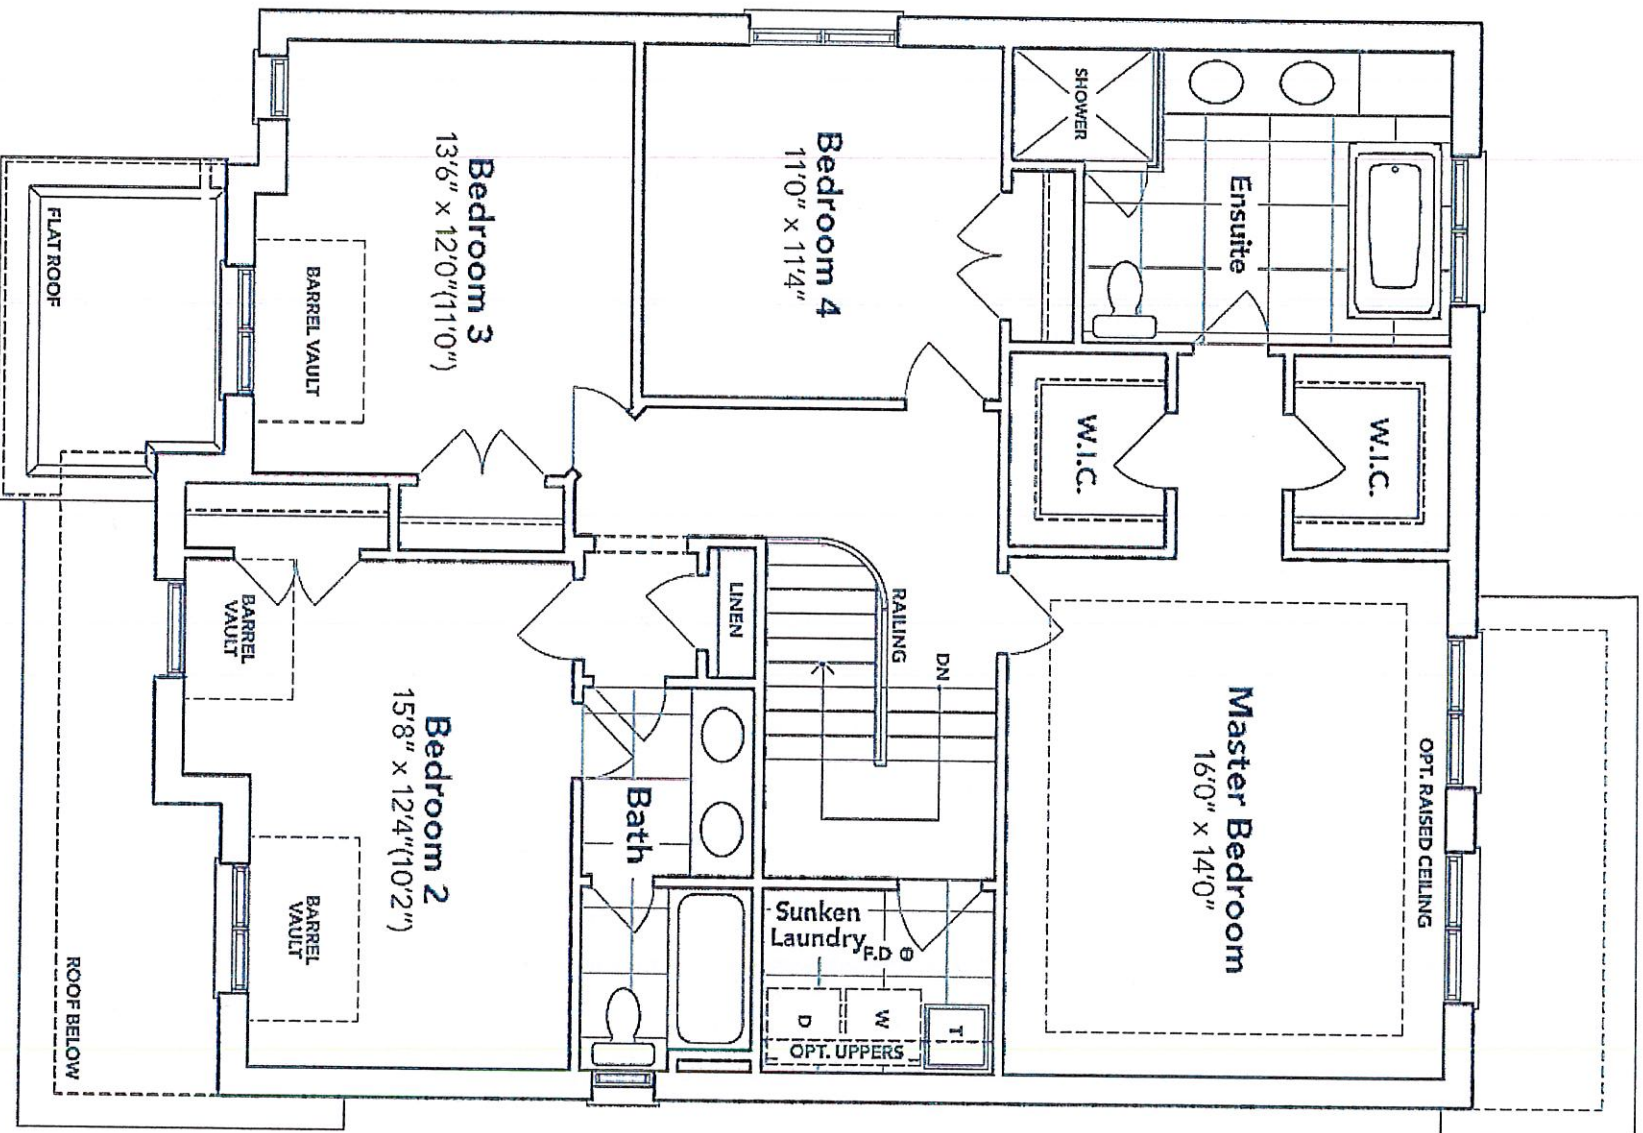 OPT. RAISED CEILING
Master Bedroom
16'0" x 14'0"
W.I.C.
W.I.C.
Ensuite
SHOWER
DN
RAILING
LINEN
T
W
D
OPT. UPPERS
F.D
Sunken
Laundry
Bath
Bedroom 4
11'0" x 11'4"
Bedroom 3
13'6" x 12'0"(11'0")
Bedroom 2
15'8" x 12'4"(10'2")
BARREL VAULT
BARREL
VAULT
BARREL
VAULT
FLAT ROOF
ROOF BELOW